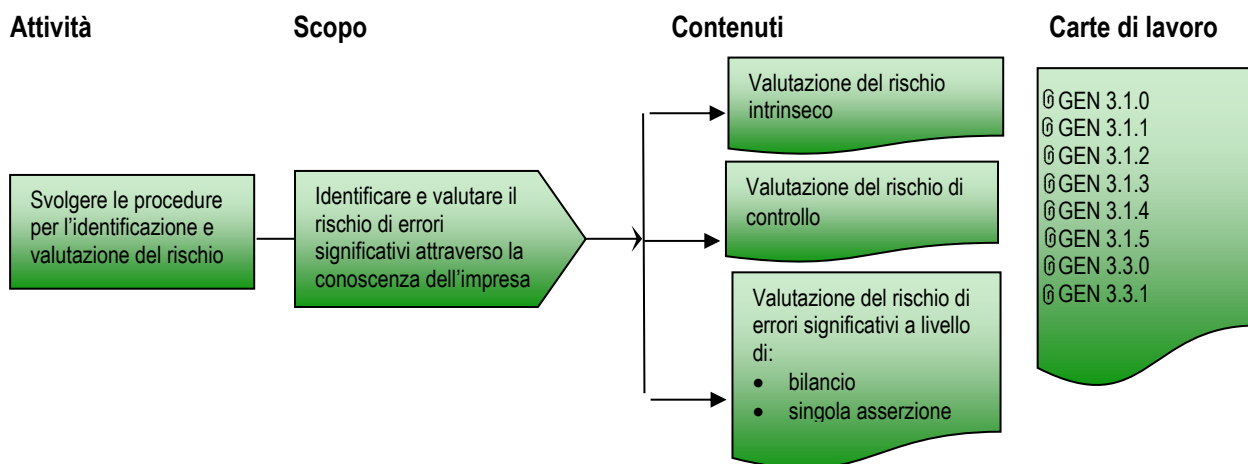 Attività
Scopo
Contenuti
Carte di lavoro
Svolgere le procedure
per l'identificazione e
valutazione del rischio
Identificare e valutare il
rischio di errori
significativi attraverso la
conoscenza dell'impresa
Valutazione del rischio
intrinseco
Valutazione del rischio di
controllo
Valutazione del rischio di
errori significativi a livello
di:
• bilancio
• singola asserzione
GEN 3.1.0
GEN 3.1.1
GEN 3.1.2
GEN 3.1.3
GEN 3.1.4
GEN 3.1.5
GEN 3.3.0
GEN 3.3.1